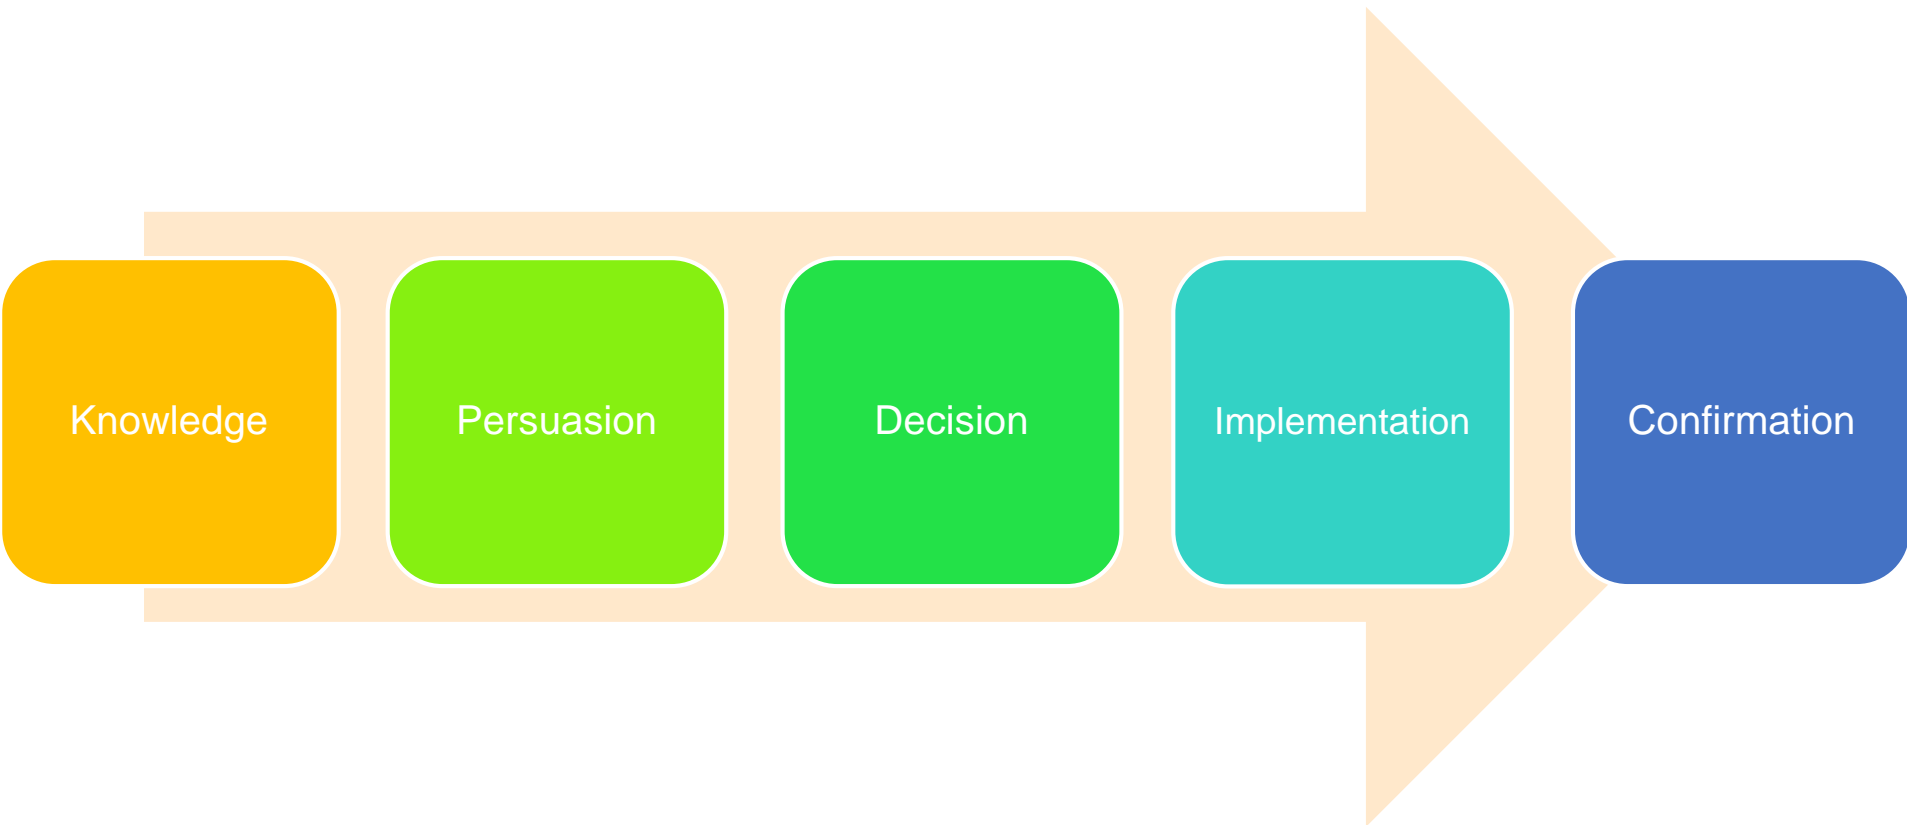 Knowledge
Persuasion
Decision
Implementation
Confirmation